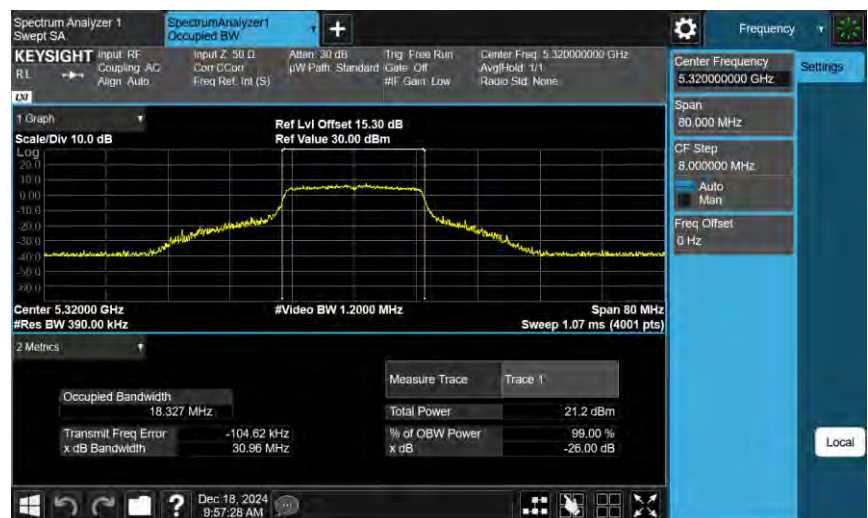 Spectrum Analyzer 1
Swept SA
SpectrumAnalyzer1
Occupied BW
Frequency
KEYSIGHT
RL
LXI
Input: RF
Coupling: AC
Align: Auto
Input Z: 50 Ω
Corr CCorr
Freq Ref: Int (S)
Atten: 30 dB
µW Path: Standard
Trig: Free Run
Gate: Off
#IF Gain: Low
Center Freq: 5.320000000 GHz
Avg|Hold: 1/1
Radio Std: None
Center Frequency
5.320000000 GHz
Settings
Span
80.000 MHz
CF Step
8.000000 MHz
Auto
Man
Freq Offset
0 Hz
1 Graph
Scale/Div 10.0 dB
Ref Lvl Offset 15.30 dB
Ref Value 30.00 dBm
Log
20.0
10.0
0.00
-10.0
-20.0
-30.0
-40.0
-50.0
-60.0
Center 5.32000 GHz
#Res BW 390.00 kHz
#Video BW 1.2000 MHz
Span 80 MHz
Sweep 1.07 ms (4001 pts)
2 Metrics
Measure Trace
Trace 1
Occupied Bandwidth
18.327 MHz
Total Power
21.2 dBm
Transmit Freq Error
-104.62 kHz
% of OBW Power
99.00 %
x dB Bandwidth
30.96 MHz
x dB
-26.00 dB
Local
?
Dec 18, 2024
9:57:28 AM